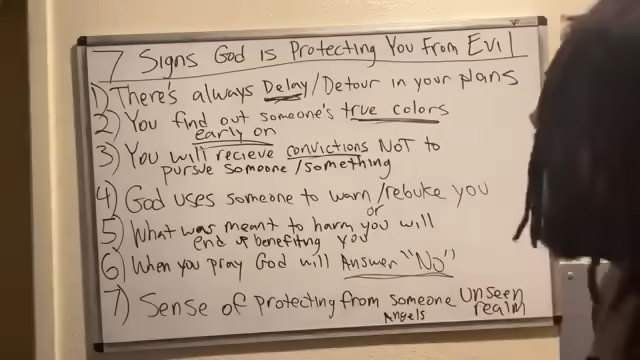 7 Signs God is Protecting You From Evil
1) There's always Delay/Detour in your plans
2) You find out someone's true colors
early on
3) You will recieve convictions NOT to
pursue someone/something
4) God uses someone to warn/rebuke you
or
5) What was meant to harm you will
end up benefiting you
6) When you pray God will Answer "No"
7) Sense of protecting from someone Unseen
Angels realm